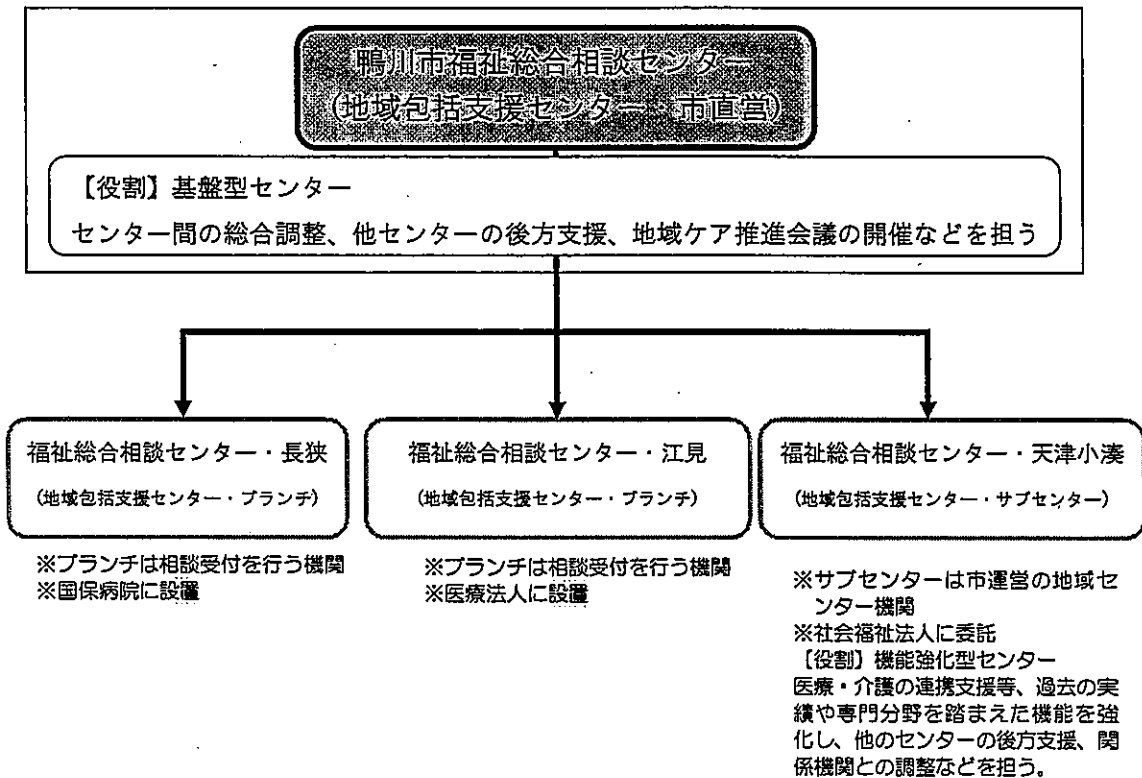 鴨川市福祉総合相談センター
（地域包括支援センター・市直営）
【役割】基盤型センター
センター間の総合調整、他センターの後方支援、地域ケア推進会議の開催などを担う
福祉総合相談センター・長狭
（地域包括支援センター・ブランチ）
※ブランチは相談受付を行う機関
※国保病院に設置
福祉総合相談センター・江見
（地域包括支援センター・ブランチ）
※ブランチは相談受付を行う機関
※医療法人に設置
福祉総合相談センター・天津小湊
（地域包括支援センター・サブセンター）
※サブセンターは市運営の地域セ
ンター機関
※社会福祉法人に委託
【役割】機能強化型センター
医療・介護の連携支援等、過去の実
績や専門分野を踏まえた機能を強
化し、他のセンターの後方支援、関
係機関との調整などを担う。